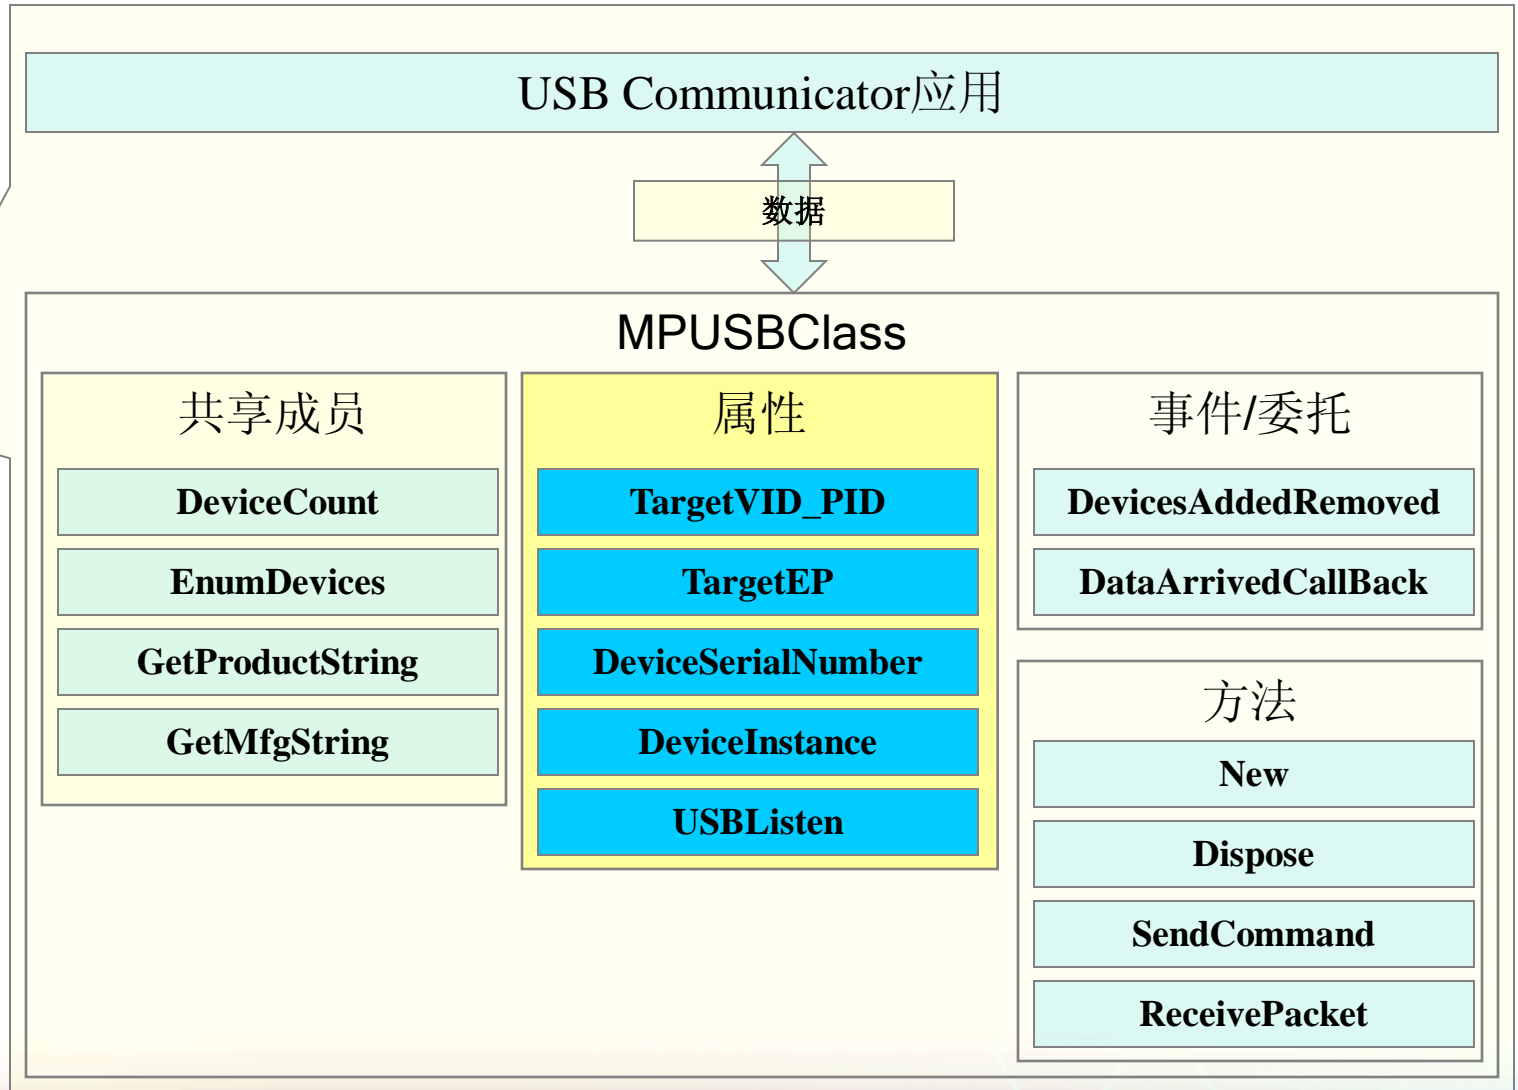 USB Communicator应用
数据
MPUSBClass
共享成员
DeviceCount
EnumDevices
GetProductString
GetMfgString
属性
TargetVID_PID
TargetEP
DeviceSerialNumber
DeviceInstance
USBListen
事件/委托
DevicesAddedRemoved
DataArrivedCallBack
方法
New
Dispose
SendCommand
ReceivePacket